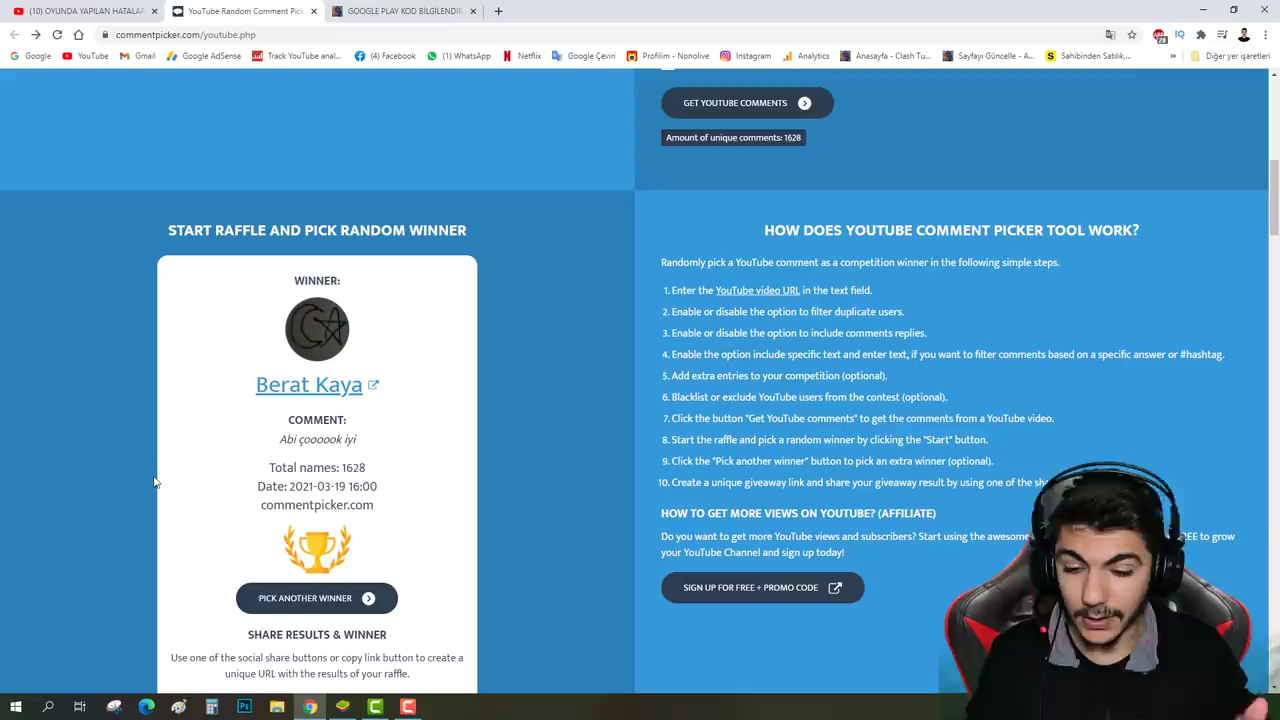 (10) OYUNDA YAPILAN HATALAR
YouTube Random Comment Pick
GOOGLE PLAY KOD BİLGİLENDİR
commentpicker.com/youtube.php
Google
YouTube
Gmail
Google AdSense
Track YouTube anal...
(4) Facebook
(1) WhatsApp
Netflix
Google Çeviri
Profilim - Nonolive
Instagram
Analytics
Anasayfa - Clash Tu...
Sayfayı Güncelle - A...
Sahibinden Satılık,...
»
Diğer yer işaretleri
GET YOUTUBE COMMENTS
Amount of unique comments: 1628
START RAFFLE AND PICK RANDOM WINNER
WINNER:
Berat Kaya
COMMENT:
Abi çoooook iyi
Total names: 1628
Date: 2021-03-19 16:00
commentpicker.com
PICK ANOTHER WINNER
SHARE RESULTS & WINNER
Use one of the social share buttons or copy link button to create a
unique URL with the results of your raffle.
HOW DOES YOUTUBE COMMENT PICKER TOOL WORK?
Randomly pick a YouTube comment as a competition winner in the following simple steps.
1. Enter the YouTube video URL in the text field.
2. Enable or disable the option to filter duplicate users.
3. Enable or disable the option to include comments replies.
4. Enable the option include specific text and enter text, if you want to filter comments based on a specific answer or #hashtag.
5. Add extra entries to your competition (optional).
6. Blacklist or exclude YouTube users from the contest (optional).
7. Click the button "Get YouTube comments" to get the comments from a YouTube video.
8. Start the raffle and pick a random winner by clicking the "Start" button.
9. Click the "Pick another winner" button to pick an extra winner (optional).
10. Create a unique giveaway link and share your giveaway result by using one of the sha
HOW TO GET MORE VIEWS ON YOUTUBE? (AFFILIATE)
Do you want to get more YouTube views and subscribers? Start using the awesome EE to grow
your YouTube Channel and sign up today!
SIGN UP FOR FREE + PROMO CODE